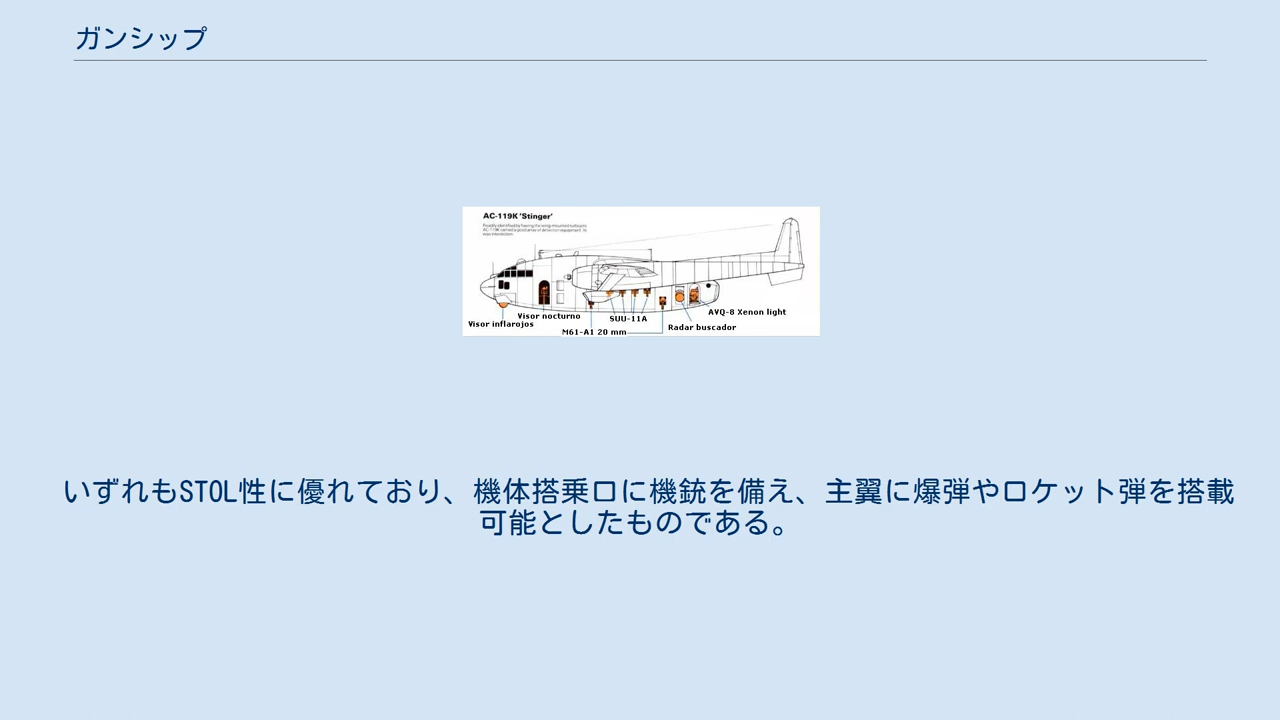 ガンシップ
AC-119K 'Stinger'
Visor nocturno
Visor inflarojos
SUU-11A
M61-A1 20 mm
AVQ-8 Xenon light
Radar buscador
いずれもSTOL性に優れており、機体搭乗口に機銃を備え、主翼に爆弾やロケット弾を搭載
可能としたものである。